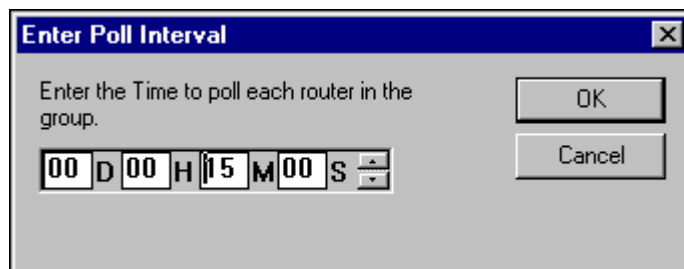 Enter Poll Interval
Enter the Time to poll each router in the
group.
OK
00 D 00 H 15 M 00 S
Cancel